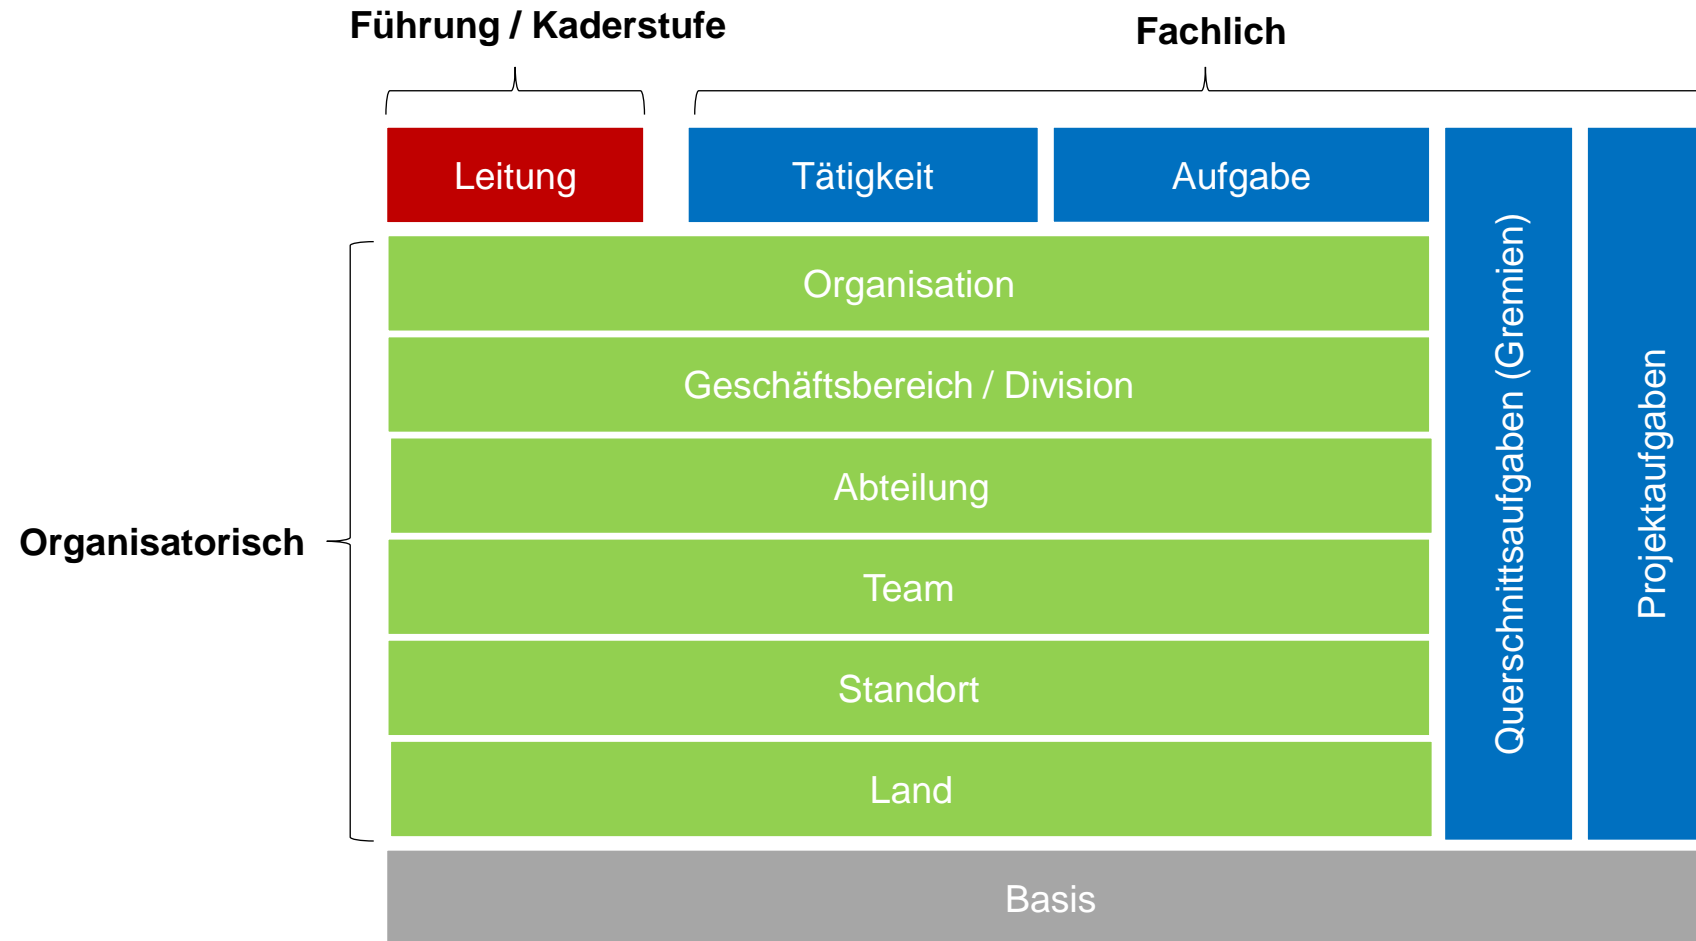 Führung / Kaderstufe
Fachlich
Leitung
Tätigkeit
Aufgabe
Organisation
Geschäftsbereich / Division
Abteilung
Organisatorisch
Team
Standort
Land
Querschnittsaufgaben (Gremien)
Projektaufgaben
Basis